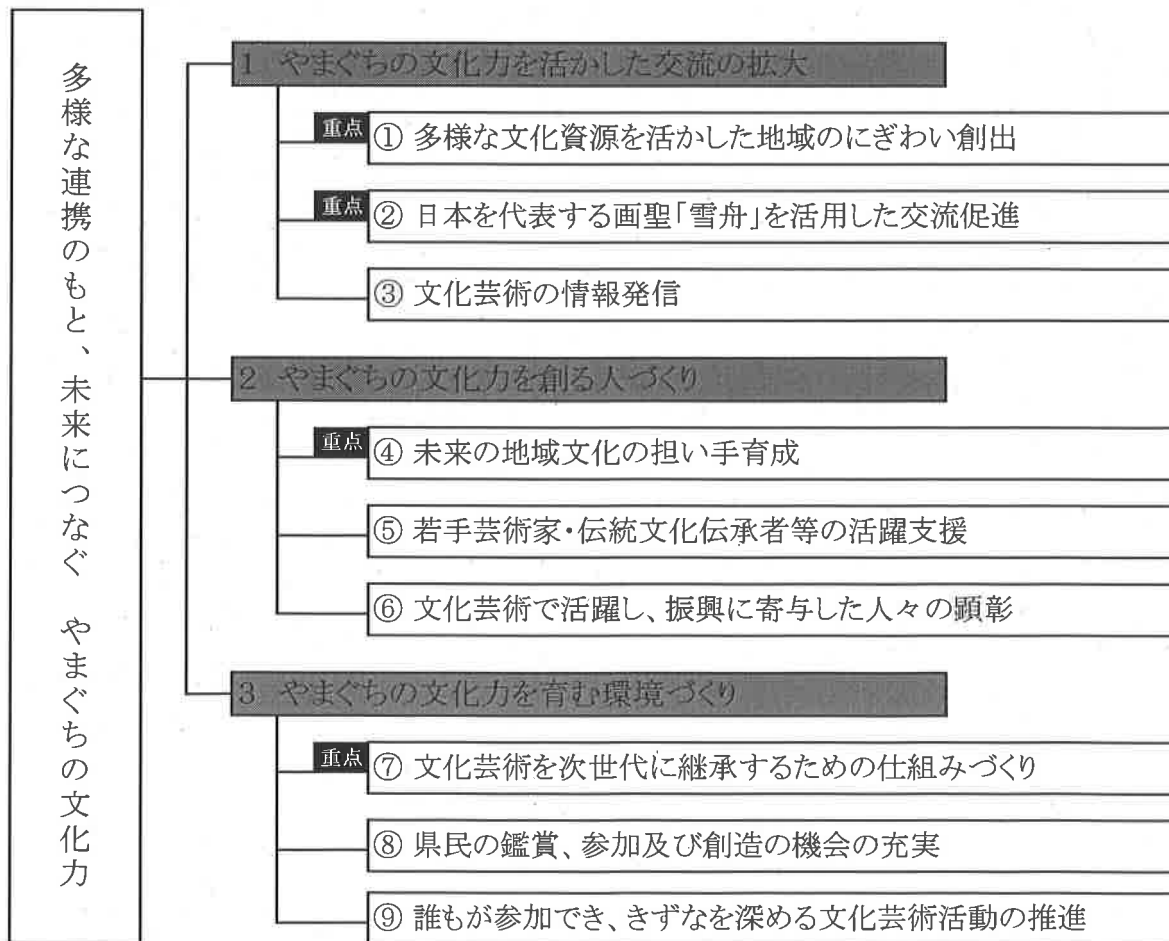 多様な連携のもと、未来につなぐ　やまぐちの文化力
1 やまぐちの文化力を活かした交流の拡大
重点 ① 多様な文化資源を活かした地域のにぎわい創出
重点 ② 日本を代表する画聖「雪舟」を活用した交流促進
③ 文化芸術の情報発信
2 やまぐちの文化力を創る人づくり
重点 ④ 未来の地域文化の担い手育成
⑤ 若手芸術家・伝統文化伝承者等の活躍支援
⑥ 文化芸術で活躍し、振興に寄与した人々の顕彰
3 やまぐちの文化力を育む環境づくり
重点 ⑦ 文化芸術を次世代に継承するための仕組みづくり
⑧ 県民の鑑賞、参加及び創造の機会の充実
⑨ 誰もが参加でき、きずなを深める文化芸術活動の推進